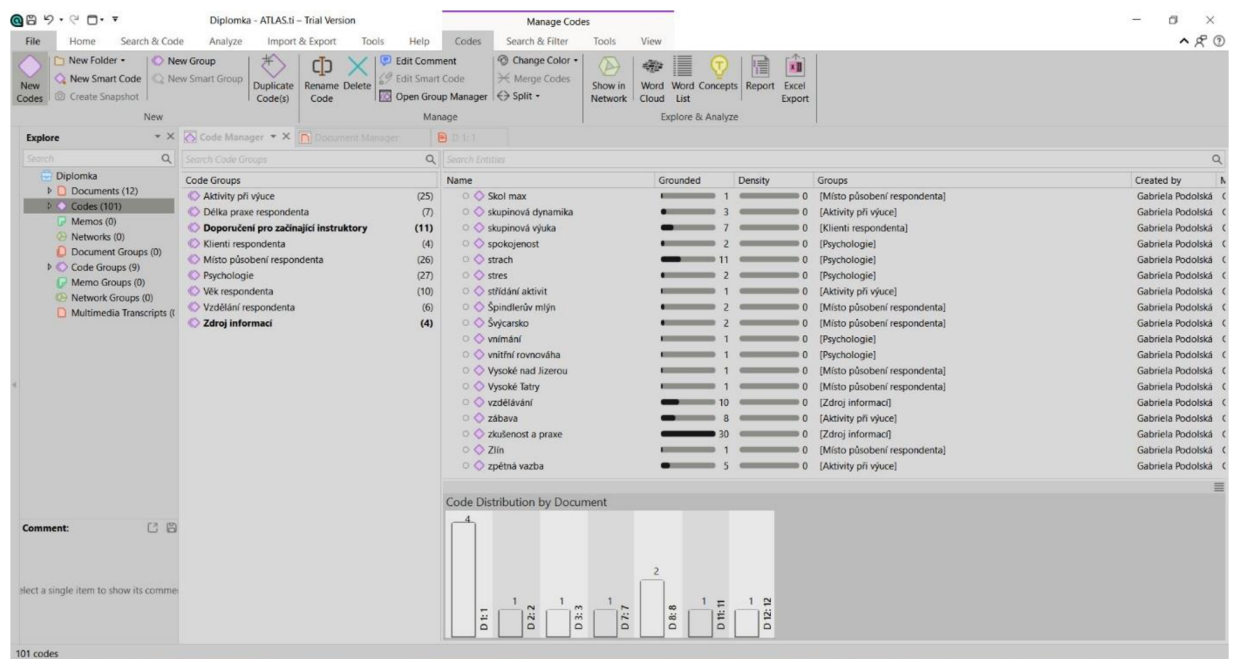 Diplomka - ATLAS.ti – Trial Version
Manage Codes
File Home Search & Code Analyze Import & Export Tools Help Codes Search & Filter Tools View
New Codes
New Folder
New Smart Code
Create Snapshot
New Group
New Smart Group
New
Duplicate Code(s)
Rename Code
Delete
Edit Comment
Edit Smart Code
Open Group Manager
Change Color
Merge Codes
Split
Manage
Show in Network
Word Cloud
Word List
Concepts
Report
Excel Export
Explore & Analyze
Explore
Search
Diplomka
Documents (12)
Codes (101)
Memos (0)
Networks (0)
Document Groups (0)
Code Groups (9)
Memo Groups (0)
Network Groups (0)
Multimedia Transcripts
Comment:
elect a single item to show its comme
Code Manager Document Manager D 1: 1
Search Code Groups
Code Groups
Aktivity při výuce (25)
Délka praxe respondenta (7)
Doporučení pro začínající instruktory (11)
Klienti respondenta (4)
Místo působení respondenta (26)
Psychologie (27)
Věk respondenta (10)
Vzdělání respondenta (6)
Zdroj informací (4)
Search Entities
Name Grounded Density Groups Created by M
Skol max 1 0 [Místo působení respondenta] Gabriela Podolská
skupinová dynamika 3 0 [Aktivity při výuce] Gabriela Podolská
skupinová výuka 7 0 [Klienti respondenta] Gabriela Podolská
spokojenost 2 0 [Psychologie] Gabriela Podolská
strach 11 0 [Psychologie] Gabriela Podolská
stres 2 0 [Psychologie] Gabriela Podolská
střídání aktivit 1 0 [Aktivity při výuce] Gabriela Podolská
Špindlerův mlýn 2 0 [Místo působení respondenta] Gabriela Podolská
Švýcarsko 2 0 [Místo působení respondenta] Gabriela Podolská
vnímání 1 0 [Psychologie] Gabriela Podolská
vnitřní rovnováha 1 0 [Psychologie] Gabriela Podolská
Vysoké nad Jizerou 1 0 [Místo působení respondenta] Gabriela Podolská
Vysoké Tatry 1 0 [Místo působení respondenta] Gabriela Podolská
vzdělávání 10 0 [Zdroj informací] Gabriela Podolská
zábava 8 0 [Aktivity při výuce] Gabriela Podolská
zkušenost a praxe 30 0 [Zdroj informací] Gabriela Podolská
Zlín 1 0 [Místo působení respondenta] Gabriela Podolská
zpětná vazba 5 0 [Aktivity při výuce] Gabriela Podolská
Code Distribution by Document
4 D 1: 1
1 D 2: 2
1 D 3: 3
1 D 7: 7
2 D 8: 8
1 D 11: 11
1 D 12: 12
101 codes